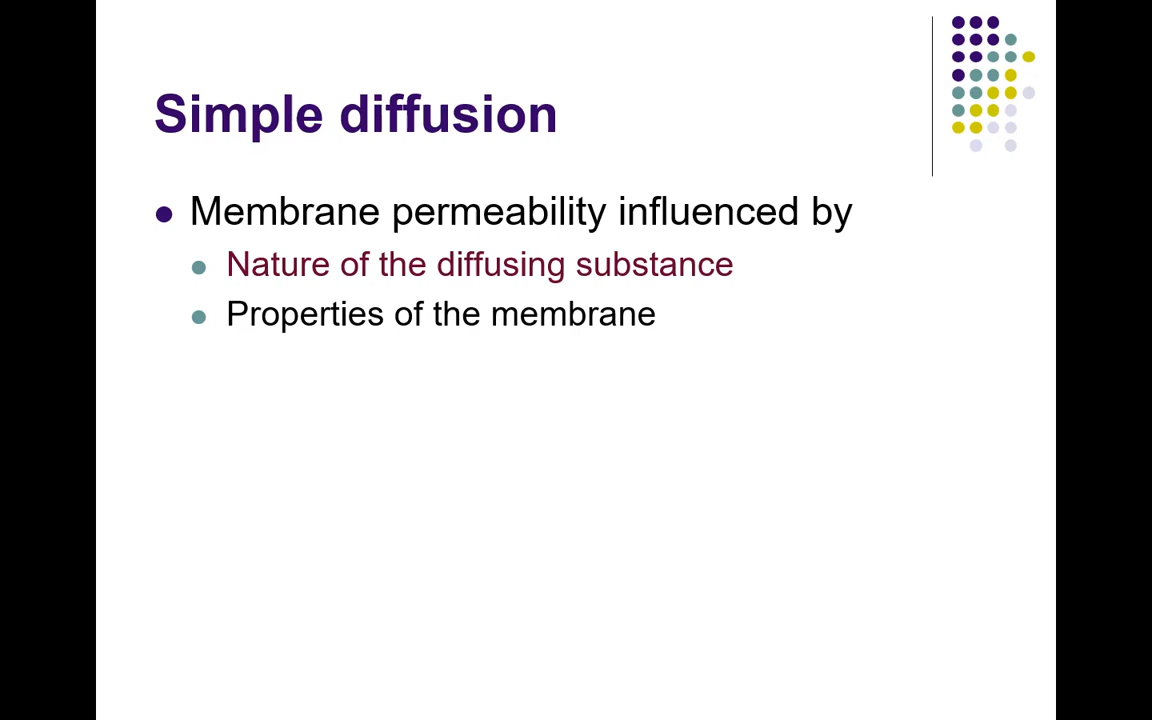 Simple diffusion
Membrane permeability influenced by
Nature of the diffusing substance
Properties of the membrane